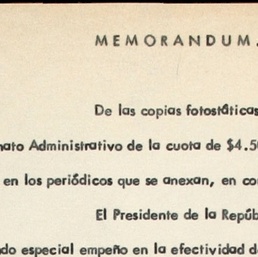 MEMORANDUM.
De las copias fotostáticas
nato Administrativo de la cuota de $4.50
en los periódicos que se anexan, en co
El Presidente de la Repúb
do especial empeño en la efectividad d